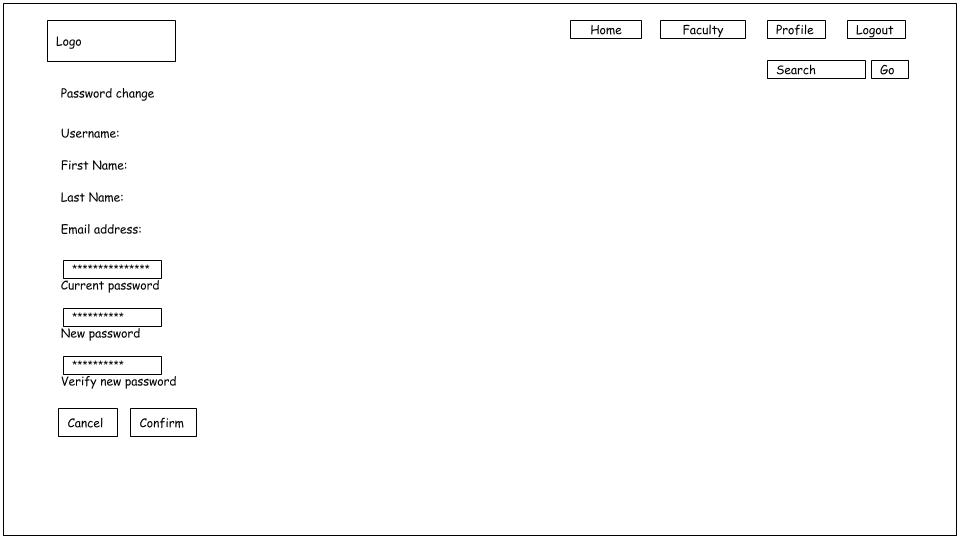 Logo
Home Faculty Profile Logout
Search Go
Password change
Username:
First Name:
Last Name:
Email address:
***************
Current password
**********
New password
**********
Verify new password
Cancel Confirm